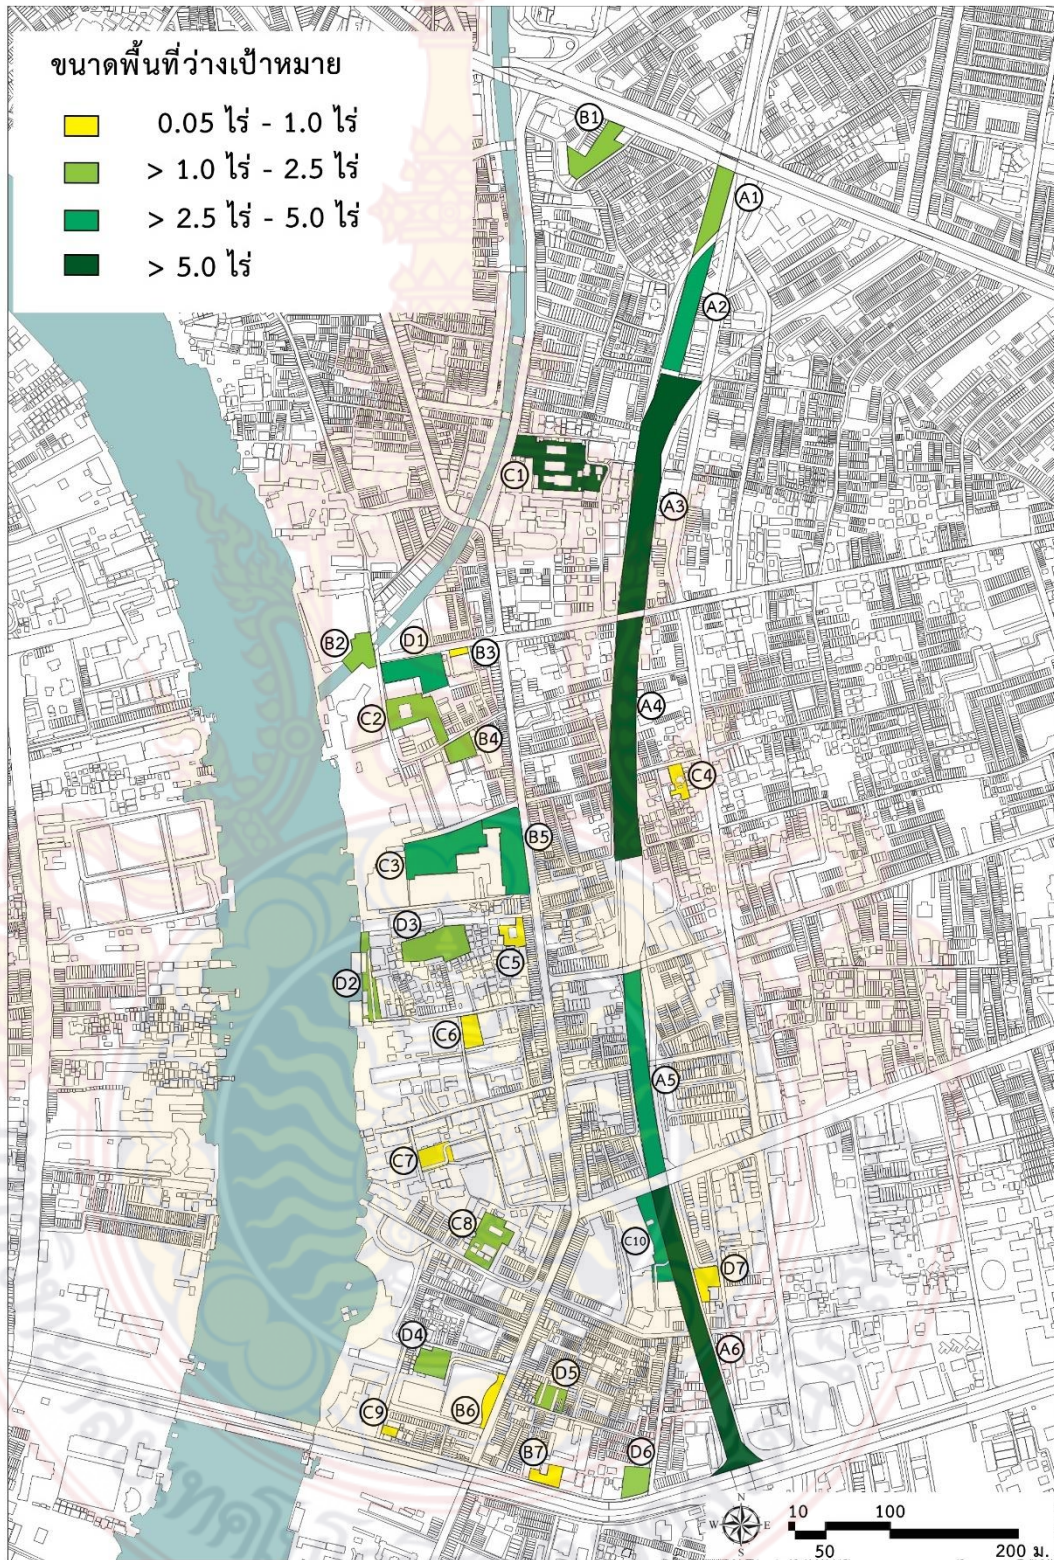 ขนาดพื้นที่ว่างเป้าหมาย
0.05 ไร่ - 1.0 ไร่
> 1.0 ไร่ - 2.5 ไร่
> 2.5 ไร่ - 5.0 ไร่
> 5.0 ไร่
B1
A1
A2
C1
A3
B2
D1
B3
A4
C2
B4
C4
B5
C3
D3
C5
D2
C6
A5
C7
C8
C10
D7
D4
A6
D5
C9
B6
B7
D6
N
W E
S
10 100
50 200 ม.